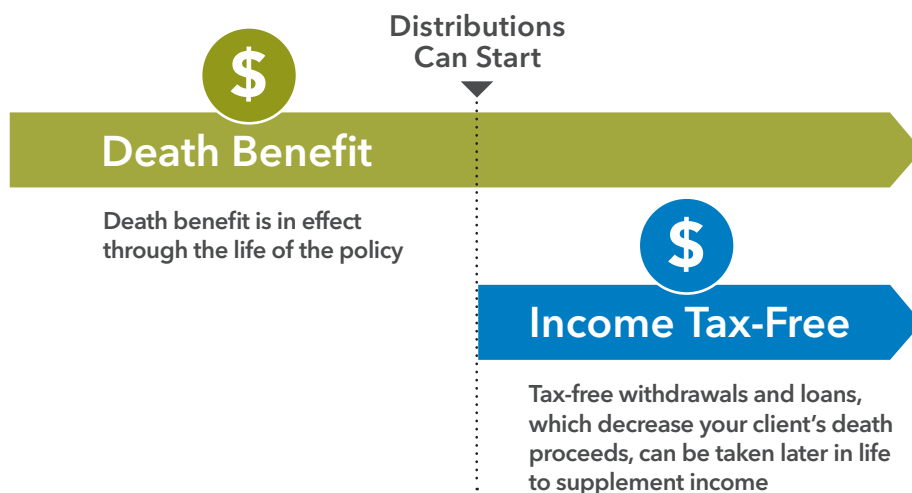 Distributions
Can Start
$
Death Benefit
Death benefit is in effect
through the life of the policy
$
Income Tax-Free
Tax-free withdrawals and loans,
which decrease your client’s death
proceeds, can be taken later in life
to supplement income